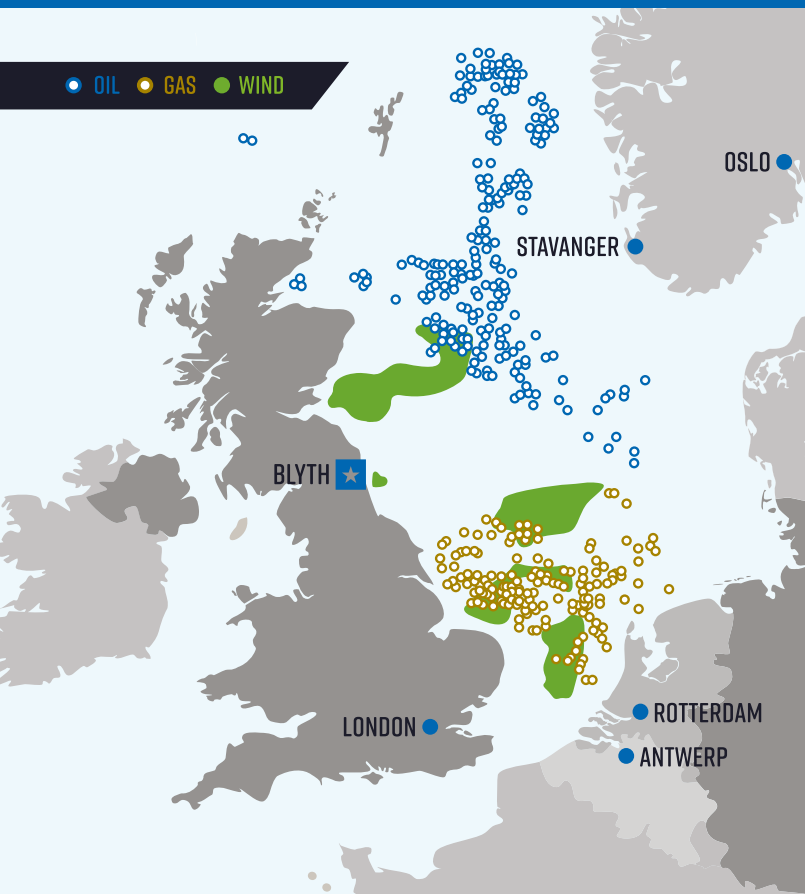 OIL GAS WIND
OSLO
STAVANGER
BLYTH
LONDON
ROTTERDAM
ANTWERP